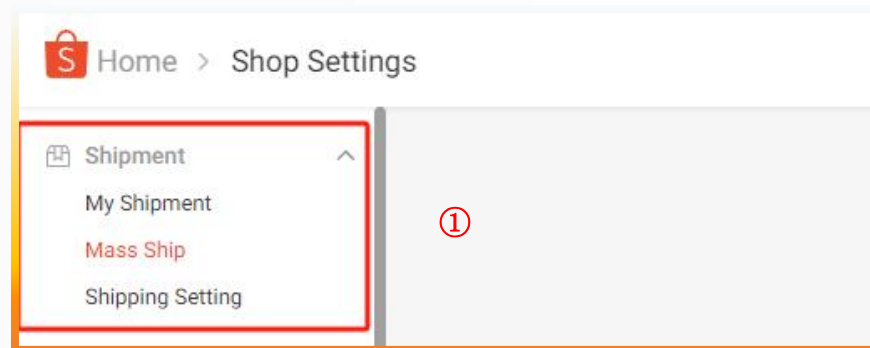 S Home > Shop Settings
Shipment
My Shipment
①
Mass Ship
Shipping Setting